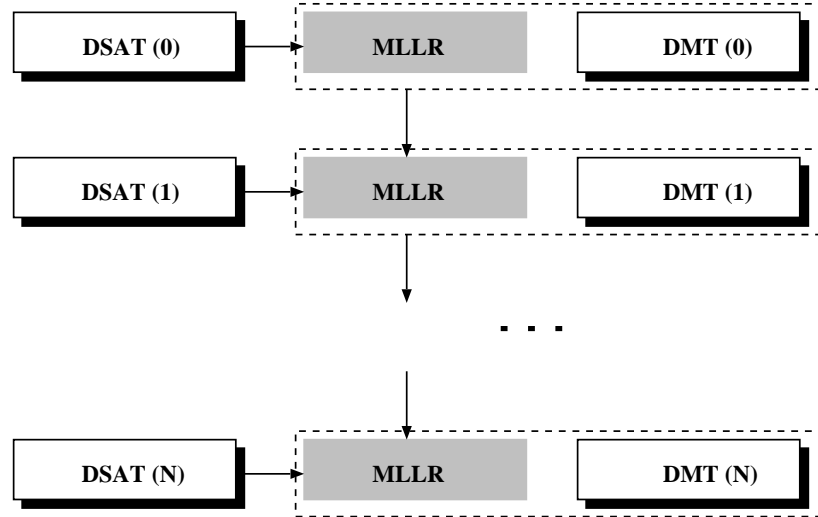 DSAT (0) MLLR DMT (0)
DSAT (1) MLLR DMT (1)
. . .
DSAT (N) MLLR DMT (N)